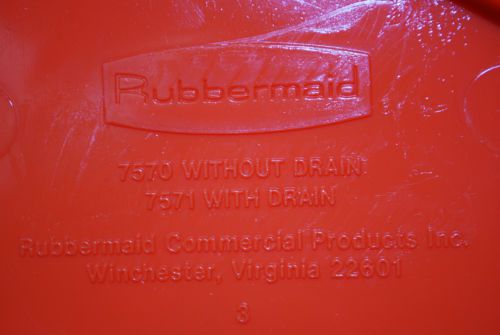 Rubbermaid
7570 WITHOUT DRAIN
7571 WITH DRAIN
Rubbermaid Commercial Products Inc.
Winchester, Virginia 22601
3